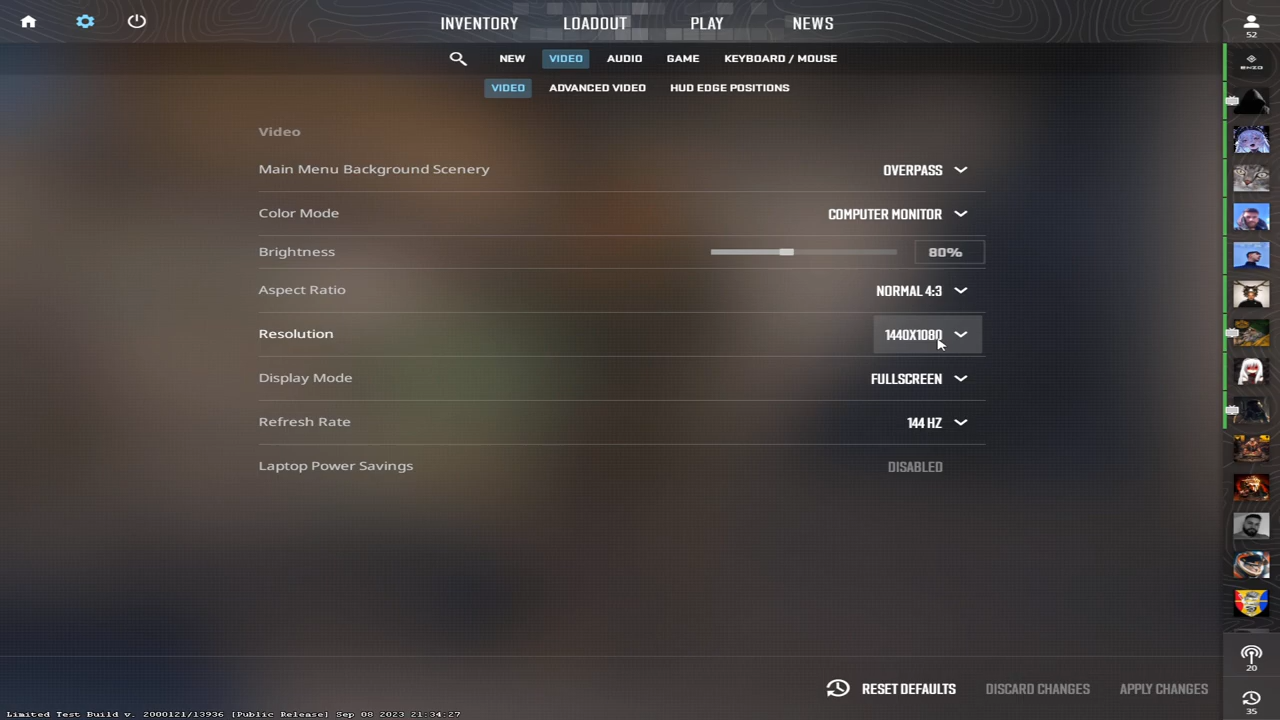 INVENTORY LOADOUT PLAY NEWS
52
NEW VIDEO AUDIO GAME KEYBOARD / MOUSE
VIDEO ADVANCED VIDEO HUD EDGE POSITIONS
Video
Main Menu Background Scenery OVERPASS
Color Mode COMPUTER MONITOR
Brightness 80%
Aspect Ratio NORMAL 4:3
Resolution 1440X1080
Display Mode FULLSCREEN
Refresh Rate 144 HZ
Laptop Power Savings DISABLED
20
RESET DEFAULTS DISCARD CHANGES APPLY CHANGES
35
Limited Test Build v. 2000121/13936 [Public Release] Sep 08 2023 21:34:27